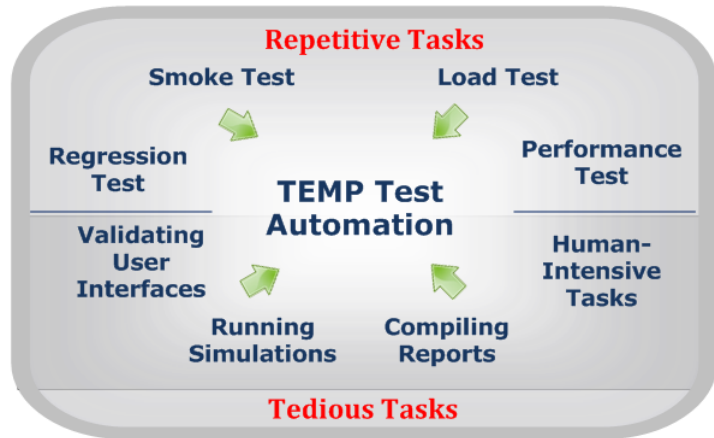 Repetitive Tasks
Smoke Test
Load Test
Regression
Test
Performance
Test
TEMP Test
Automation
Validating
User
Interfaces
Human-
Intensive
Tasks
Running
Simulations
Compiling
Reports
Tedious Tasks